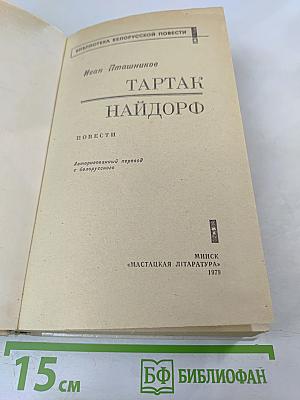 БИБЛИОТЕКА БЕЛОРУССКОЙ ПОВЕСТИ
Иван Пташников
ТАРТАК
НАЙДОРФ
ПОВЕСТИ
Авторизованный перевод
с белорусского
МИНСК
«МАСТАЦКАЯ ЛІТАРАТУРА»
1979
15 см
БФ БИБЛИОФАН